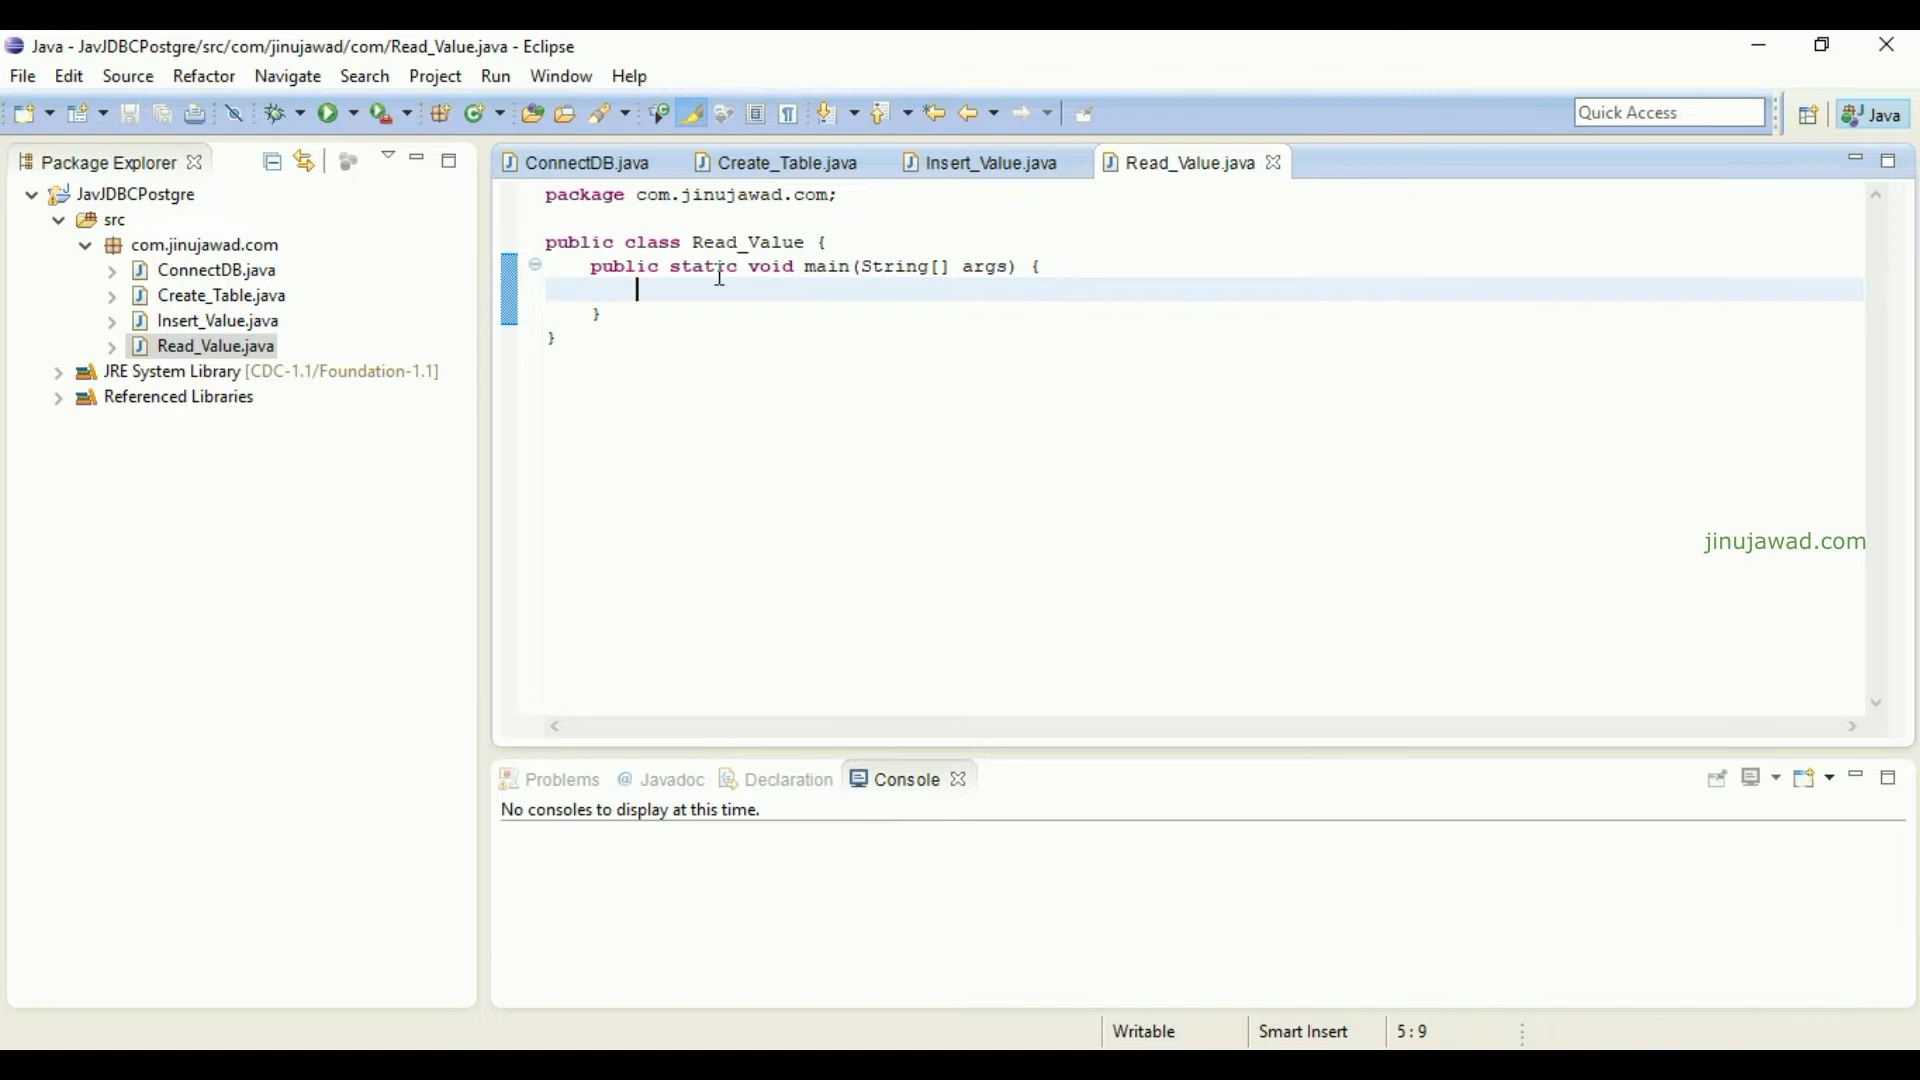 Java - JavJDBCPostgre/src/com/jinujawad/com/Read_Value.java - Eclipse
File Edit Source Refactor Navigate Search Project Run Window Help
Quick Access
Java
Package Explorer
JavJDBCPostgre
src
com.jinujawad.com
ConnectDB.java
Create_Table.java
Insert_Value.java
Read_Value.java
JRE System Library [CDC-1.1/Foundation-1.1]
Referenced Libraries
ConnectDB.java Create_Table.java Insert_Value.java Read_Value.java
package com.jinujawad.com;
public class Read_Value {
public static void main(String[] args) {
}
}
jinujawad.com
Problems @ Javadoc Declaration Console
No consoles to display at this time.
Writable Smart Insert 5 : 9